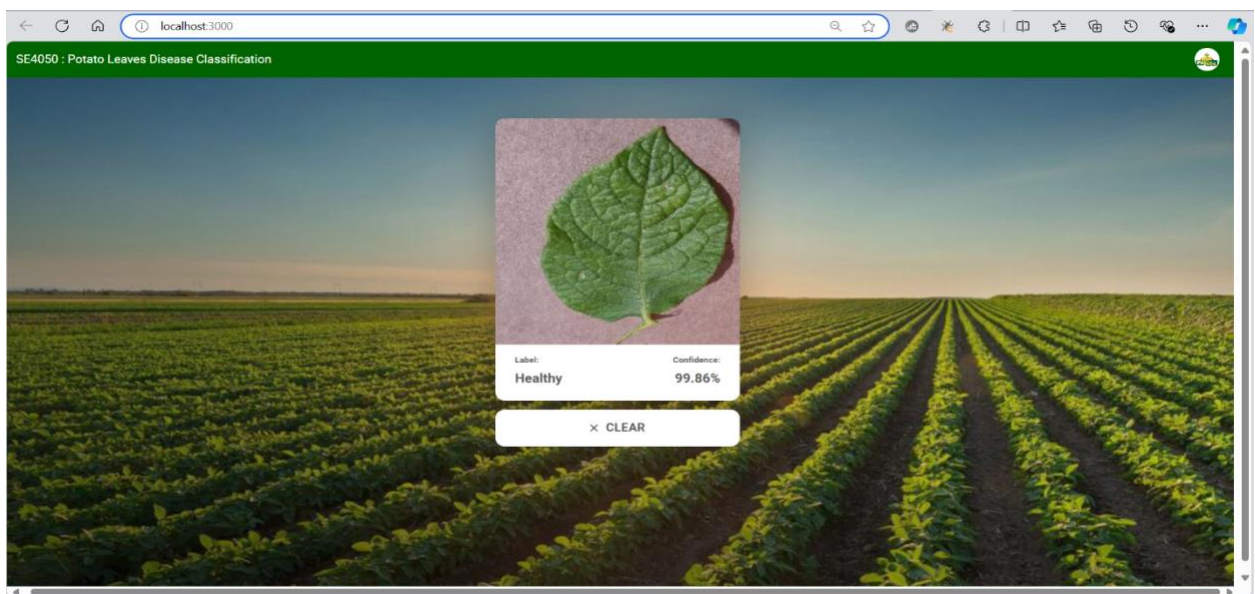 localhost:3000
SE4050 : Potato Leaves Disease Classification
Label:
Confidence:
Healthy
99.86%
× CLEAR